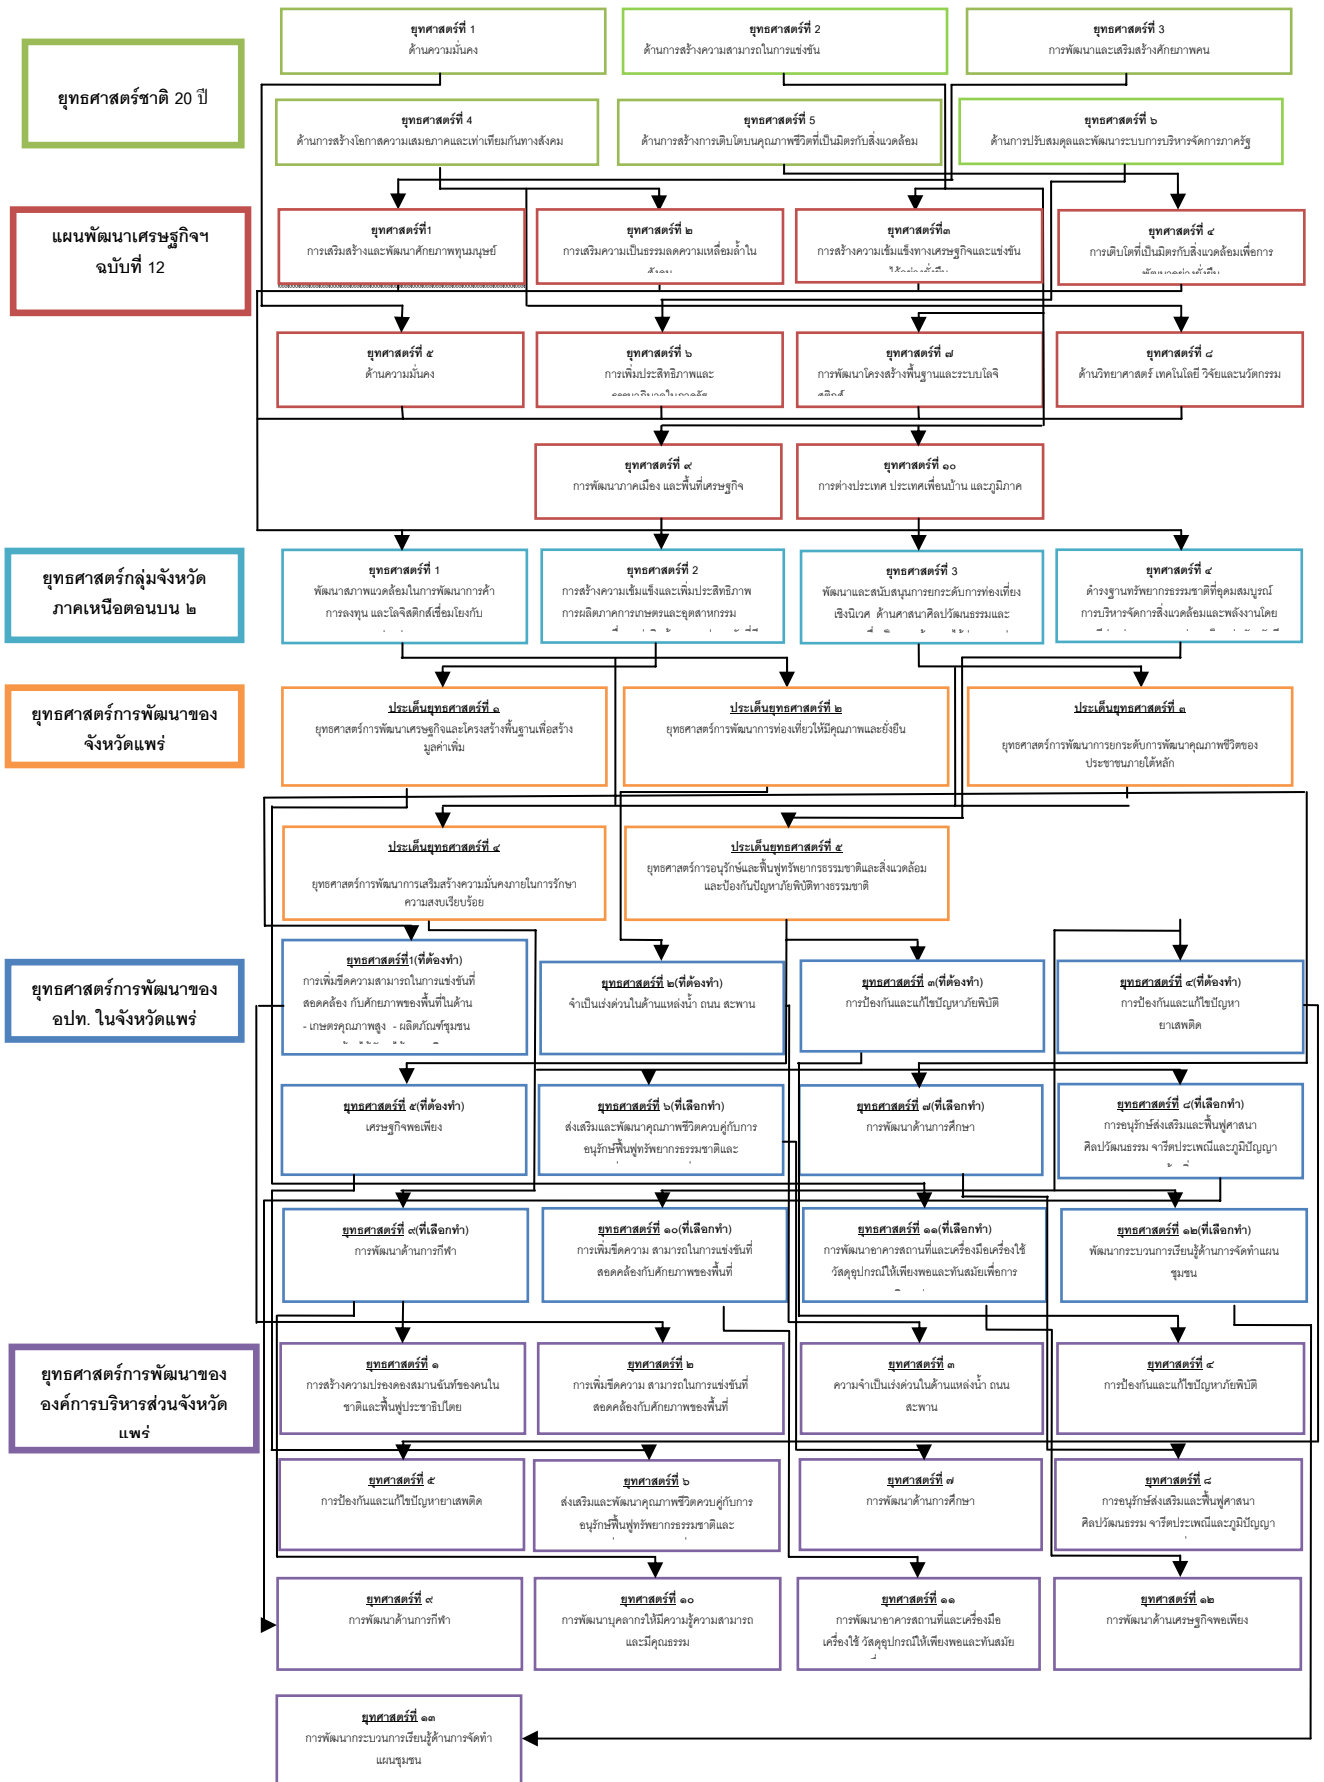 ยุทธศาสตร์ชาติ 20 ปี
ยุทศาสตร์ที่ 1
ด้านความมั่นคง
ยุทธศาสตร์ที่ 2
ด้านการสร้างความสามารถในการแข่งขัน
ยุทธศาสตร์ที่ 3
การพัฒนาและเสริมสร้างศักยภาพคน
ยุทธศาสตร์ที่ 4
ด้านการสร้างโอกาสความเสมอภาคและเท่าเทียมกันทางสังคม
ยุทธศาสตร์ที่ 5
ด้านการสร้างการเติบโตบนคุณภาพชีวิตที่เป็นมิตรกับสิ่งแวดล้อม
ยุทธศาสตร์ที่ ๖
ด้านการปรับสมดุลและพัฒนาระบบการบริหารจัดการภาครัฐ
แผนพัฒนาเศรษฐกิจฯ
ฉบับที่ 12
ยุทศาสตร์ที่1
การเสริมสร้างและพัฒนาศักยภาพทุนมนุษย์
ยุทศาสตร์ที่ ๒
การเสริมความเป็นธรรมลดความเหลื่อมล้ำใน
ยุทศาสตร์ที่๓
การสร้างความเข้มแข็งทางเศรษฐกิจและแข่งขัน
ยุทศาสตร์ที่ ๔
การเติบโตที่เป็นมิตรกับสิ่งแวดล้อมเพื่อการ
พัฒนาอย่างยั่งยืน
ยุทศาสตร์ที่ ๕
ด้านความมั่นคง
ยุทศาสตร์ที่ ๖
การเพิ่มประสิทธิภาพและ
ยุทศาสตร์ที่ ๗
การพัฒนาโครงสร้างพื้นฐานและระบบโลจิ
สติกส์
ยุทศาสตร์ที่ ๘
ด้านวิทยาศาสตร์ เทคโนโลยี วิจัยและนวัตกรรม
ยุทศาสตร์ที่ ๙
การพัฒนาภาคเมือง และพื้นที่เศรษฐกิจ
ยุทศาสตร์ที่ ๑๐
การต่างประเทศ ประเทศเพื่อนบ้าน และภูมิภาค
ยุทธศาสตร์กลุ่มจังหวัด
ภาคเหนือตอนบน ๒
ยุทธศาสตร์ที่ 1
พัฒนาสภาพแวดล้อมในการพัฒนาการค้า
การลงทุน และโลจิสติกส์เชื่อมโยงกับ
ยุทธศาสตร์ที่ 2
การสร้างความเข้มแข็งและเพิ่มประสิทธิภาพ
การผลิตภาคการเกษตรและอุตสาหกรรม
ยุทธศาสตร์ที่ 3
พัฒนาและสนับสนุนการยกระดับการท่องเที่ยง
เชิงนิเวศ ด้านศาสนาศิลปวัฒนธรรมและ
ยุทศาสตร์ที่ ๔
ดำรงฐานทรัพยากรธรรมชาติที่อุดมสมบูรณ์
การบริหารจัดการสิ่งแวดล้อมและพลังงานโดย
ยุทธศาสตร์การพัฒนาของ
จังหวัดแพร่
ประเด็นยุทธศาสตร์ที่ ๑
ยุทธศาสตร์การพัฒนาเศรษฐกิจและโครงสร้างพื้นฐานเพื่อสร้าง
มูลค่าเพิ่ม
ประเด็นยุทธศาสตร์ที่ ๒
ยุทธศาสตร์การพัฒนาการท่องเที่ยวให้มีคุณภาพและยั่งยืน
ประเด็นยุทธศาสตร์ที่ ๓
ยุทธศาสตร์การพัฒนาการยกระดับการพัฒนาคุณภาพชีวิตของ
ประชาชนภายใต้หลัก
ประเด็นยุทธศาสตร์ที่ ๔
ยุทธศาสตร์การพัฒนาการเสริมสร้างความมั่นคงภายในการรักษา
ความสงบเรียบร้อย
ประเด็นยุทธศาสตร์ที่ ๕
ยุทธศาสตร์การอนุรักษ์และฟื้นฟูทรัพยากรธรรมชาติและสิ่งแวดล้อม
และป้องกันปัญหาภัยพิบัติทางธรรมชาติ
ยุทธศาสตร์การพัฒนาของ
อปท. ในจังหวัดแพร่
ยุทธศาสตร์ที่1(ที่ต้องทำ)
การเพิ่มขีดความสามารถในการแข่งขันที่
สอดคล้อง กับศักยภาพของพื้นที่ในด้าน
- เกษตรคุณภาพสูง - ผลิตภัณฑ์ชุมชน
ยุทธศาสตร์ที่ ๒(ที่ต้องทำ)
จำเป็นเร่งด่วนในด้านแหล่งน้ำ ถนน สะพาน
ยุทธศาสตร์ที่ ๓(ที่ต้องทำ)
การป้องกันและแก้ไขปัญหาภัยพิบัติ
ยุทธศาสตร์ที่ ๔(ที่ต้องทำ)
การป้องกันและแก้ไขปัญหา
ยาเสพติด
ยุทธศาสตร์ที่ ๕(ที่ต้องทำ)
เศรษฐกิจพอเพียง
ยุทธศาสตร์ที่ ๖(ที่เลือกทำ)
ส่งเสริมและพัฒนาคุณภาพชีวิตควบคู่กับการ
อนุรักษ์ฟื้นฟูทรัพยากรธรรมชาติและ
ยุทธศาสตร์ที่ ๗(ที่เลือกทำ)
การพัฒนาด้านการศึกษา
ยุทธศาสตร์ที่ ๘(ที่เลือกทำ)
การอนุรักษ์ส่งเสริมและฟื้นฟูศาสนา
ศิลปวัฒนธรรม จารีตประเพณีและภูมิปัญญา
ยุทธศาสตร์ที่ ๙(ที่เลือกทำ)
การพัฒนาด้านการกีฬา
ยุทธศาสตร์ที่ ๑๐(ที่เลือกทำ)
การเพิ่มขีดความ สามารถในการแข่งขันที่
สอดคล้องกับศักยภาพของพื้นที่
ยุทธศาสตร์ที่ ๑๑(ที่เลือกทำ)
การพัฒนาอาคารสถานที่และเครื่องมือเครื่องใช้
วัสดุอุปกรณ์ให้เพียงพอและทันสมัยเพื่อการ
ยุทธศาสตร์ที่ ๑๒(ที่เลือกทำ)
พัฒนากระบวนการเรียนรู้ด้านการจัดทำแผน
ชุมชน
ยุทธศาสตร์การพัฒนาของ
องค์การบริหารส่วนจังหวัด
แพร่
ยุทธศาสตร์ที่ ๑
การสร้างความปรองดองสมานฉันท์ของคนใน
ชาติและฟื้นฟูประชาธิปไตย
ยุทศาสตร์ที่ ๒
การเพิ่มขีดความ สามารถในการแข่งขันที่
สอดคล้องกับศักยภาพของพื้นที่
ยุทศาสตร์ที่ ๓
ความจำเป็นเร่งด่วนในด้านแหล่งน้ำ ถนน
สะพาน
ยุทศาสตร์ที่ ๔
การป้องกันและแก้ไขปัญหาภัยพิบัติ
ยุทศาสตร์ที่ ๕
การป้องกันและแก้ไขปัญหายาเสพติด
ยุทศาสตร์ที่ ๖
ส่งเสริมและพัฒนาคุณภาพชีวิตควบคู่กับการ
อนุรักษ์ฟื้นฟูทรัพยากรธรรมชาติและ
ยุทศาสตร์ที่ ๗
การพัฒนาด้านการศึกษา
ยุทศาสตร์ที่ ๘
การอนุรักษ์ส่งเสริมและฟื้นฟูศาสนา
ศิลปวัฒนธรรม จารีตประเพณีและภูมิปัญญา
ยุทศาสตร์ที่ ๙
การพัฒนาด้านการกีฬา
ยุทศาสตร์ที่ ๑๐
การพัฒนาบุคลากรให้มีความรู้ความสามารถ
และมีคุณธรรม
ยุทศาสตร์ที่ ๑๑
การพัฒนาอาคารสถานที่และเครื่องมือ
เครื่องใช้ วัสดุอุปกรณ์ให้เพียงพอและทันสมัย
ยุทศาสตร์ที่ ๑๒
การพัฒนาด้านเศรษฐกิจพอเพียง
ยุทศาสตร์ที่ ๑๓
การพัฒนากระบวนการเรียนรู้ด้านการจัดทำ
แผนชุมชน